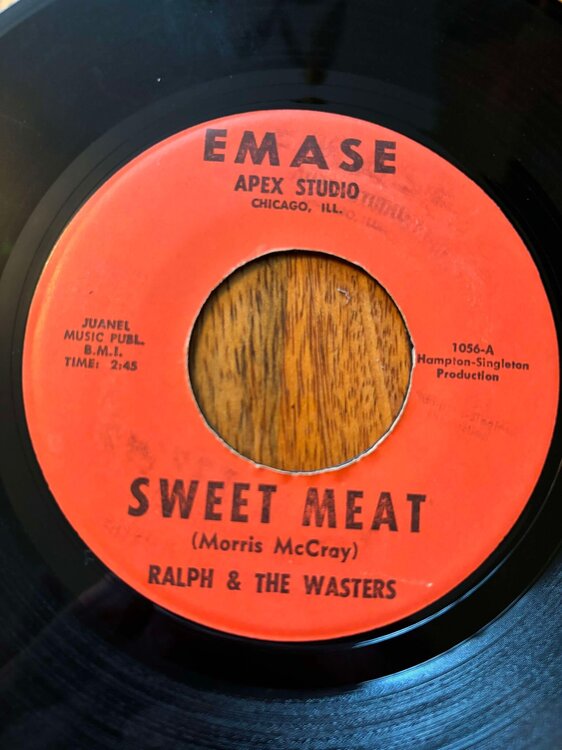 EMASE
APEX STUDIO
CHICAGO, ILL.
JUANEL
MUSIC PUBL.
B.M.I.
TIME: 2:45
1056-A
Hampton-Singleton
Production
SWEET MEAT
(Morris McCray)
RALPH & THE WASTERS